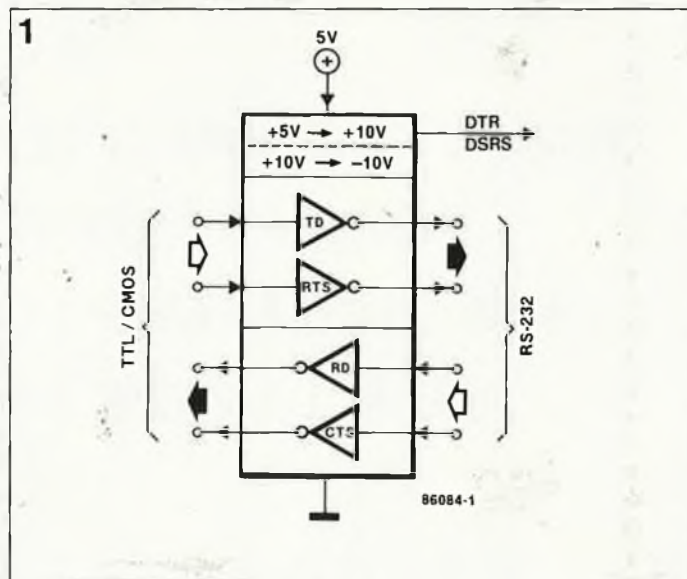 1
5V
+
+5V → +10V
+10V → −10V
DTR
DSRS
TD
RTS
RD
CTS
TTL / CMOS
RS-232
86084-1